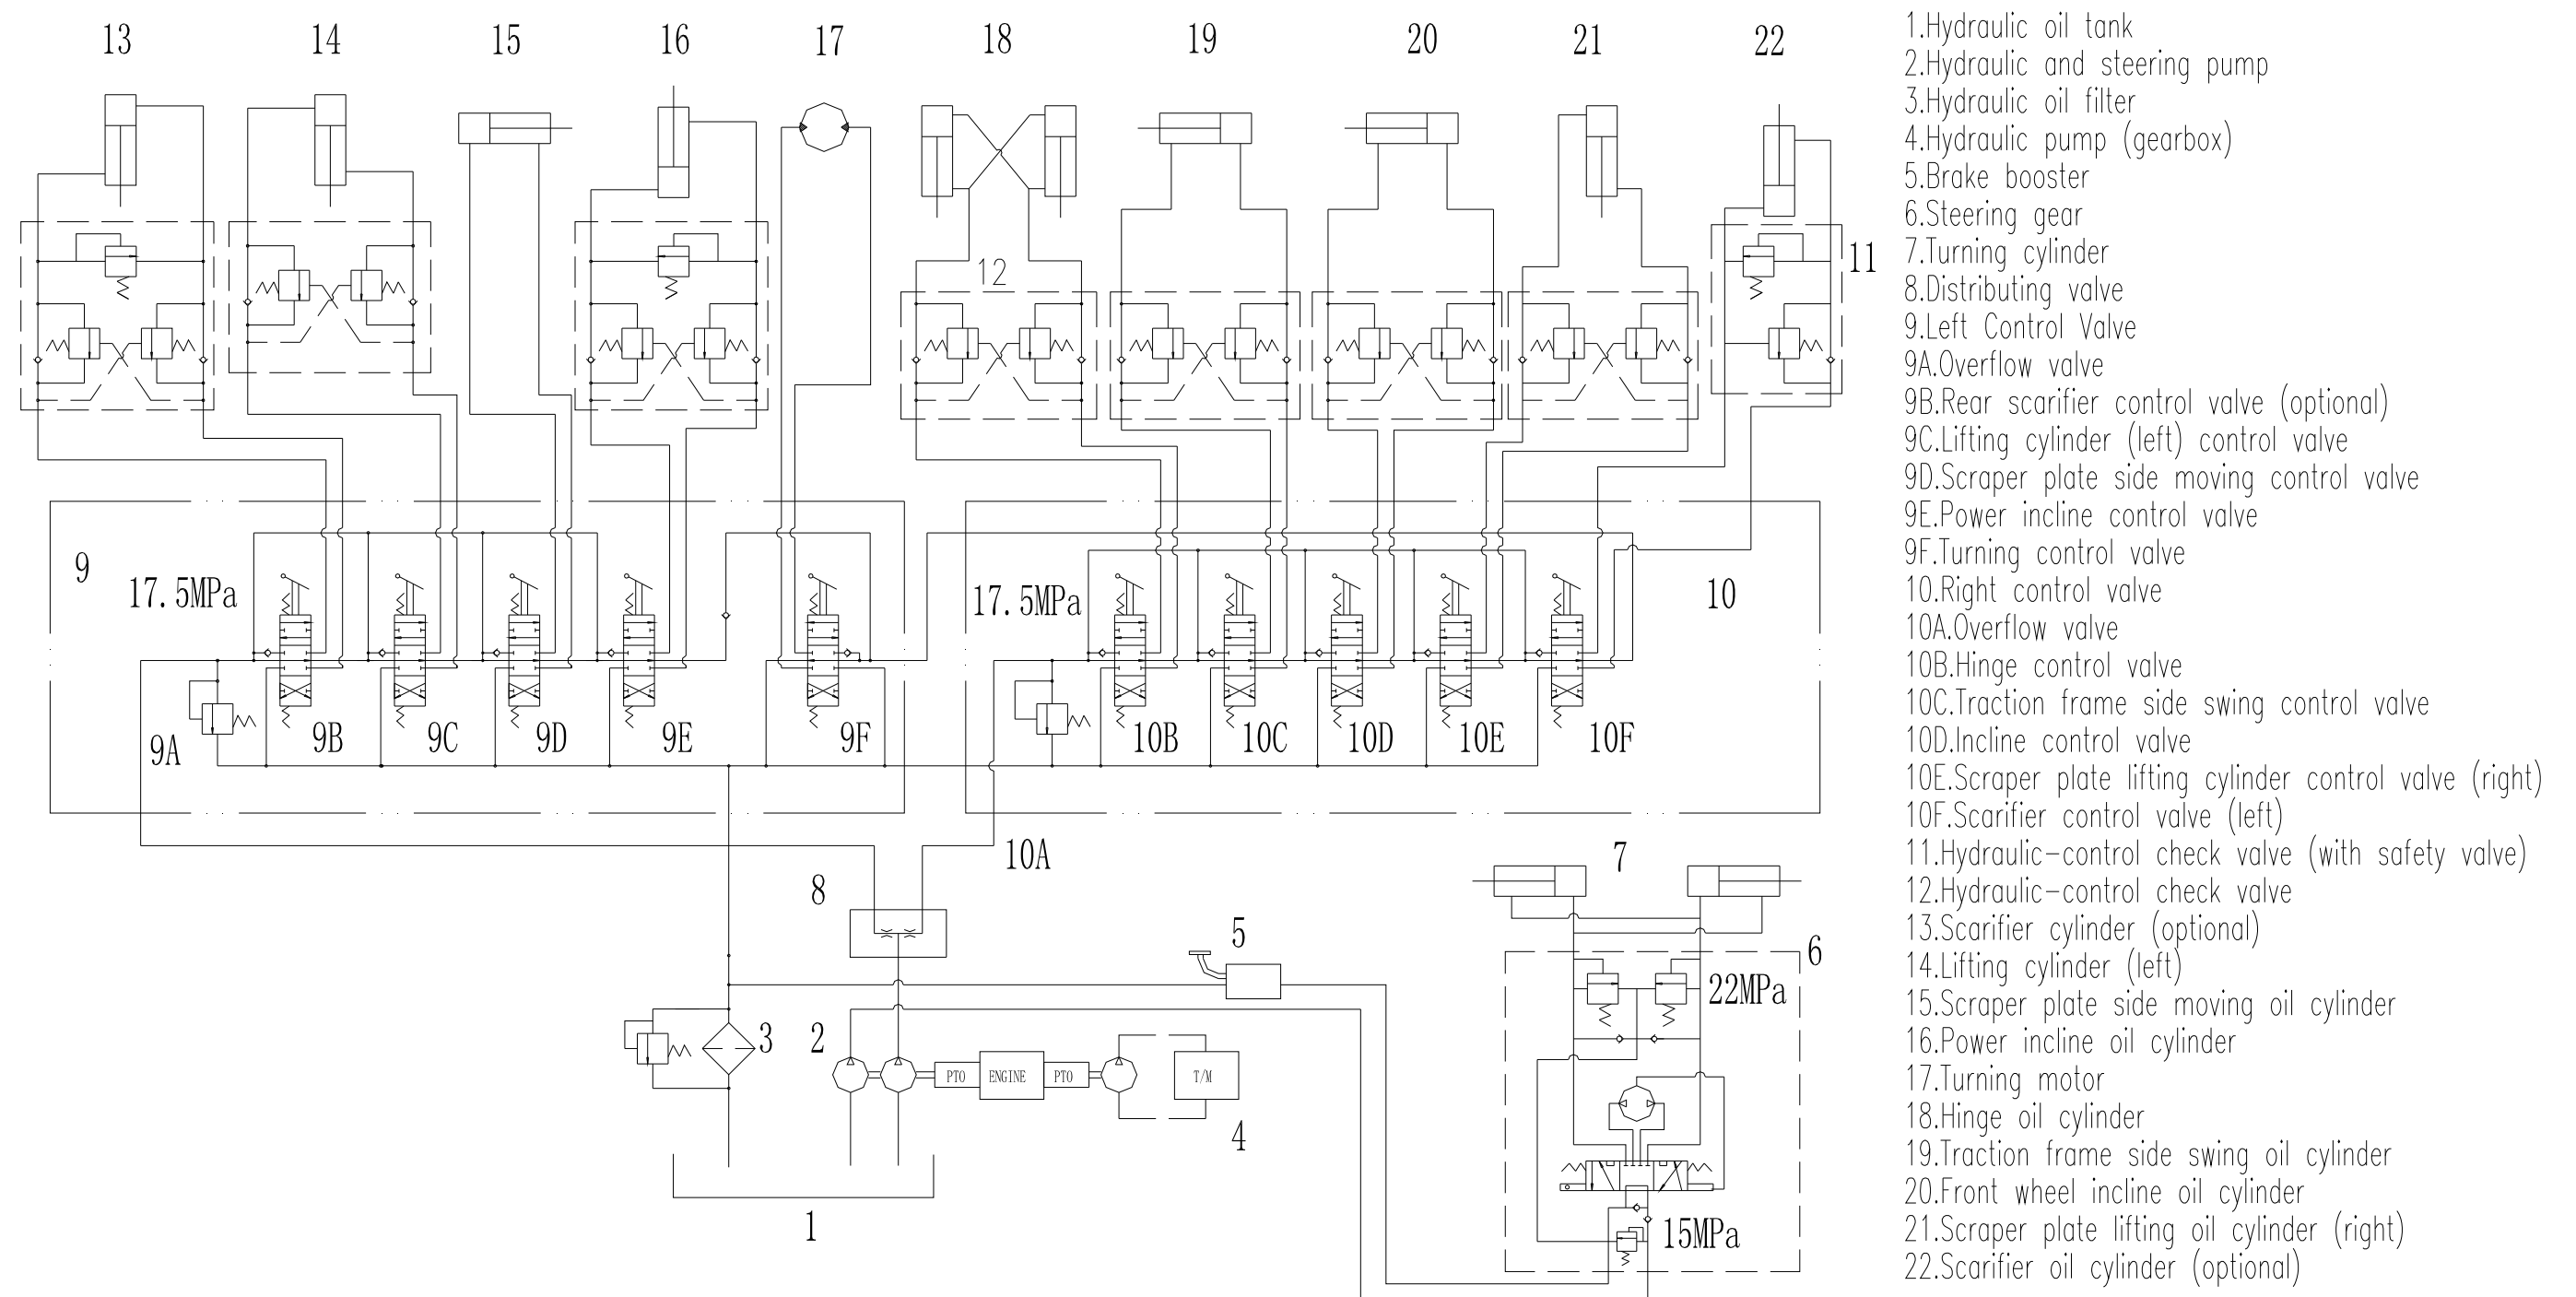 13 14 15 16 17 18 19 20 21 22
12
11
9
17.5MPa
17.5MPa
10
9A
9B
9C
9D
9E
9F
10B
10C
10D
10E
10F
10A
8
7
5
6
22MPa
2
3
PTO
ENGINE
PTO
T/M
4
1
15MPa
1.Hydraulic oil tank
2.Hydraulic and steering pump
3.Hydraulic oil filter
4.Hydraulic pump (gearbox)
5.Brake booster
6.Steering gear
7.Turning cylinder
8.Distributing valve
9.Left Control Valve
9A.Overflow valve
9B.Rear scarifier control valve (optional)
9C.Lifting cylinder (left) control valve
9D.Scraper plate side moving control valve
9E.Power incline control valve
9F.Turning control valve
10.Right control valve
10A.Overflow valve
10B.Hinge control valve
10C.Traction frame side swing control valve
10D.Incline control valve
10E.Scraper plate lifting cylinder control valve (right)
10F.Scarifier control valve (left)
11.Hydraulic-control check valve (with safety valve)
12.Hydraulic-control check valve
13.Scarifier cylinder (optional)
14.Lifting cylinder (left)
15.Scraper plate side moving oil cylinder
16.Power incline oil cylinder
17.Turning motor
18.Hinge oil cylinder
19.Traction frame side swing oil cylinder
20.Front wheel incline oil cylinder
21.Scraper plate lifting oil cylinder (right)
22.Scarifier oil cylinder (optional)